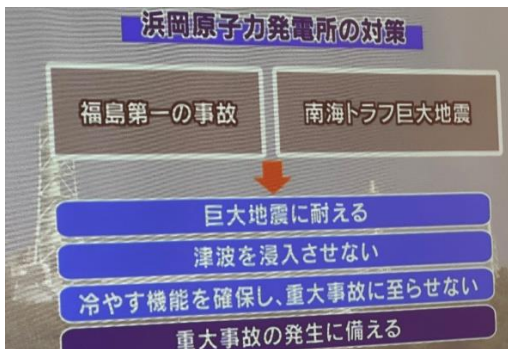 浜岡原子力発電所の対策
福島第一の事故
南海トラフ巨大地震
巨大地震に耐える
津波を浸入させない
冷やす機能を確保し、重大事故に至らせない
重大事故の発生に備える